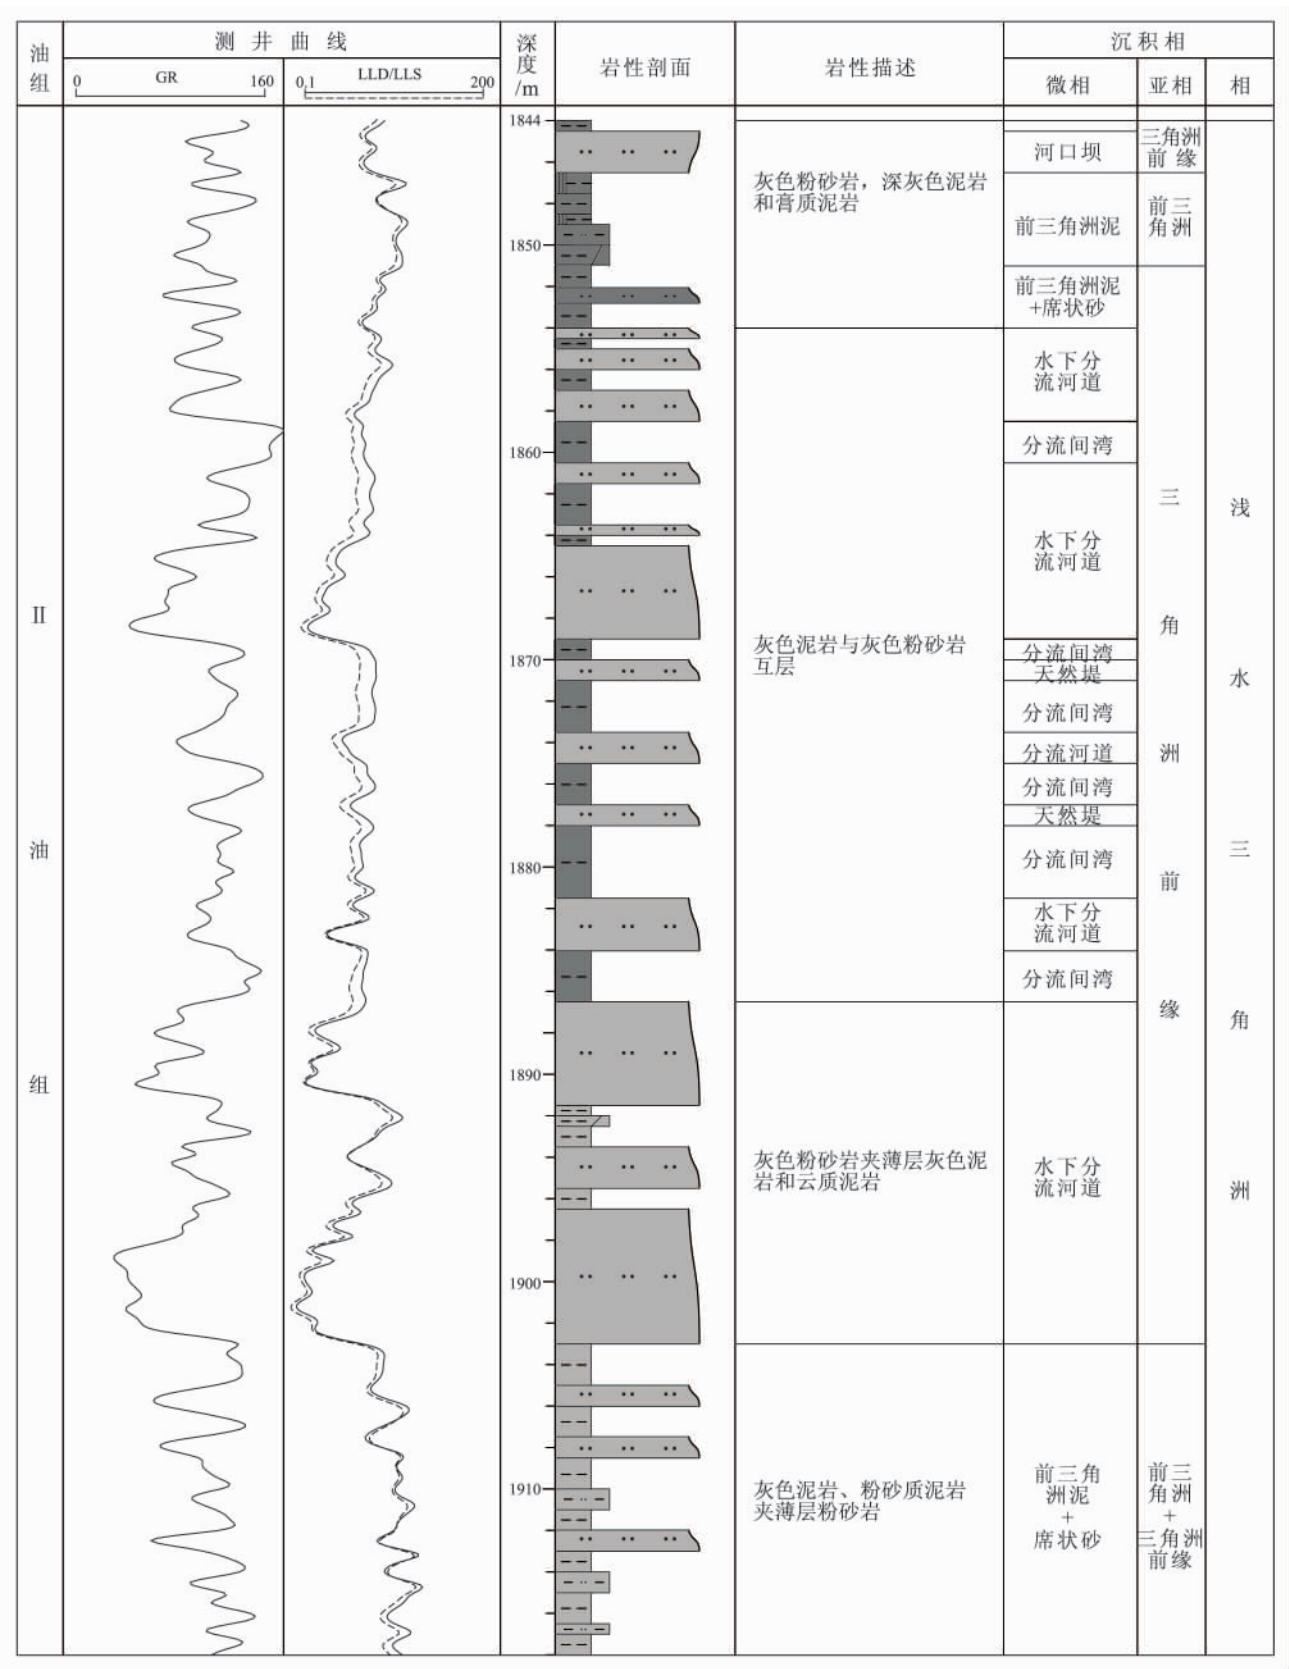 油
组
测井曲线
GR
0
160
LLD/LLS
0.1
200
深
度
/m
岩性剖面
岩性描述
沉积相
微相
亚相
相
II
油
组
1844
1850
1860
1870
1880
1890
1900
1910
灰色粉砂岩，深灰色泥岩
和膏质泥岩
灰色泥岩与灰色粉砂岩
互层
灰色粉砂岩夹薄层灰色泥
岩和云质泥岩
灰色泥岩、粉砂质泥岩
夹薄层粉砂岩
河口坝
前三角洲泥
前三角洲泥
+席状砂
水下分
流河道
分流间湾
水下分
流河道
分流间湾
天然堤
分流间湾
分流河道
分流间湾
天然堤
分流间湾
水下分
流河道
分流间湾
水下分
流河道
前三角
洲泥
+
席状砂
三角洲
前缘
前三
角洲
三
角
洲
前
缘
前三
角洲
+
三角洲
前缘
浅
水
三
角
洲